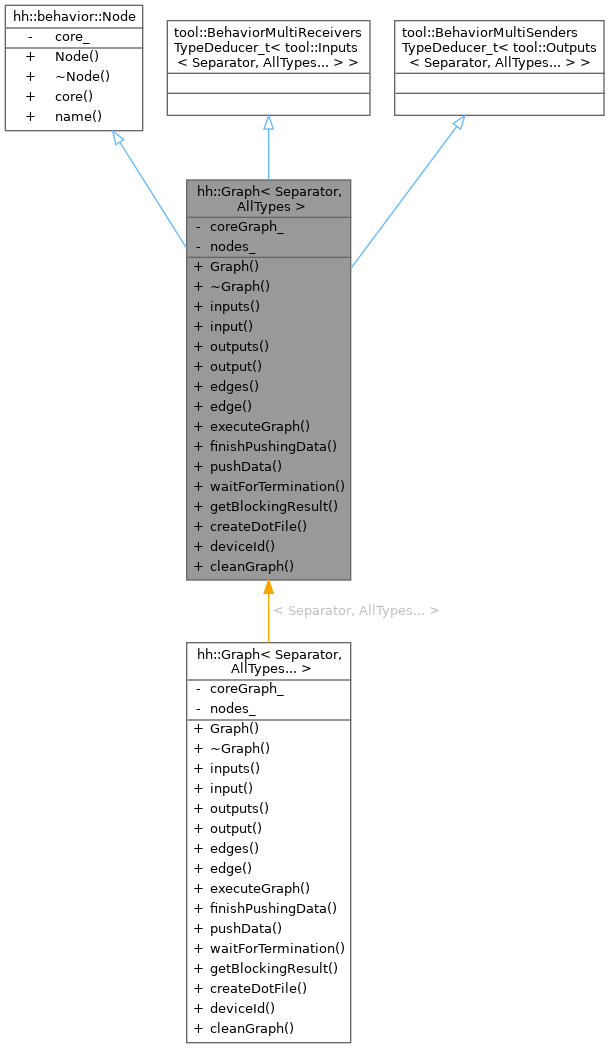 hh::behavior::Node
- core_
+ Node()
+ ~Node()
+ core()
+ name()
tool::BehaviorMultiReceivers
TypeDeducer_t< tool::Inputs
< Separator, AllTypes... > >
tool::BehaviorMultiSenders
TypeDeducer_t< tool::Outputs
< Separator, AllTypes... > >
hh::Graph< Separator,
AllTypes >
- coreGraph_
- nodes_
+ Graph()
+ ~Graph()
+ inputs()
+ input()
+ outputs()
+ output()
+ edges()
+ edge()
+ executeGraph()
+ finishPushingData()
+ pushData()
+ waitForTermination()
+ getBlockingResult()
+ createDotFile()
+ deviceId()
+ cleanGraph()
< Separator, AllTypes... >
hh::Graph< Separator,
AllTypes... >
- coreGraph_
- nodes_
+ Graph()
+ ~Graph()
+ inputs()
+ input()
+ outputs()
+ output()
+ edges()
+ edge()
+ executeGraph()
+ finishPushingData()
+ pushData()
+ waitForTermination()
+ getBlockingResult()
+ createDotFile()
+ deviceId()
+ cleanGraph()